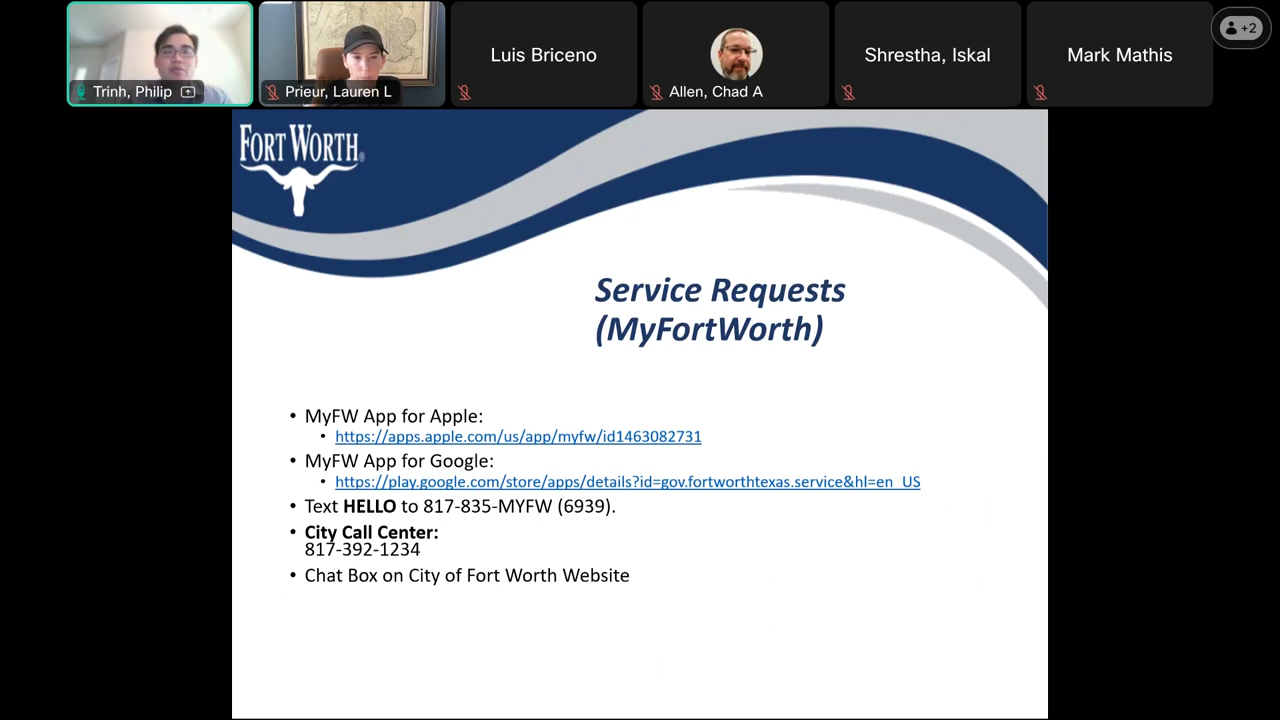 Trinh, Philip
Prieur, Lauren L
Luis Briceno
Allen, Chad A
Shrestha, Iskal
Mark Mathis
+2
FORT WORTH®
Service Requests
(MyFortWorth)
• MyFW App for Apple:
• https://apps.apple.com/us/app/myfw/id1463082731
• MyFW App for Google:
• https://play.google.com/store/apps/details?id=gov.fortworthtexas.service&hl=en_US
• Text HELLO to 817-835-MYFW (6939).
• City Call Center:
817-392-1234
• Chat Box on City of Fort Worth Website